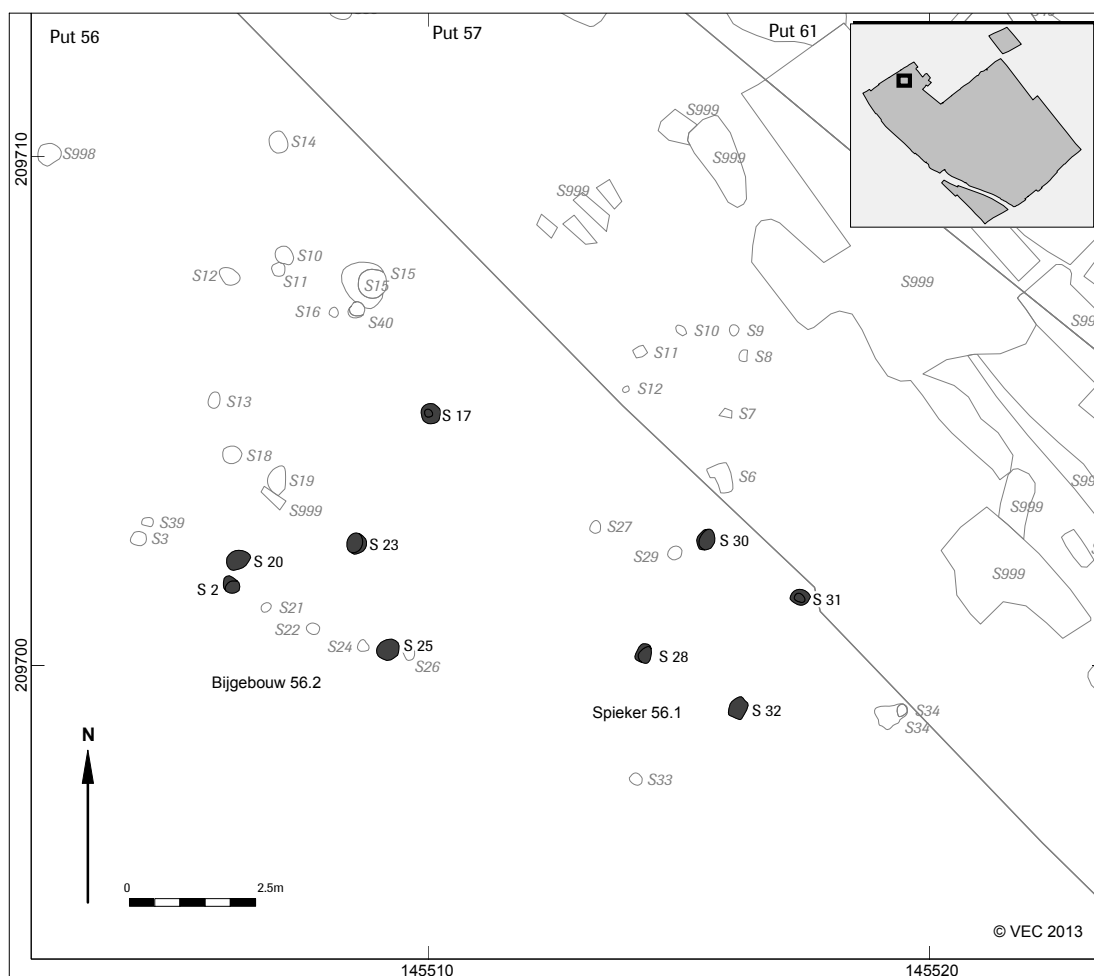 Put 56
Put 57
Put 61
S999
S998
S14
S999
S999
209710
S10
S12
S11
S15
S15
S999
S16
S40
S10
S9
S11
S8
S12
S13
S7
S 17
S18
S19
S6
S999
S999
S39
S3
S27
S 23
S29
S 30
S 20
S999
S 2
S21
S 31
S22
S24
S 25
S26
S 28
209700
Bijgebouw 56.2
Spieker 56.1
S 32
S34
S34
N
S33
0
2.5m
© VEC 2013
145510
145520